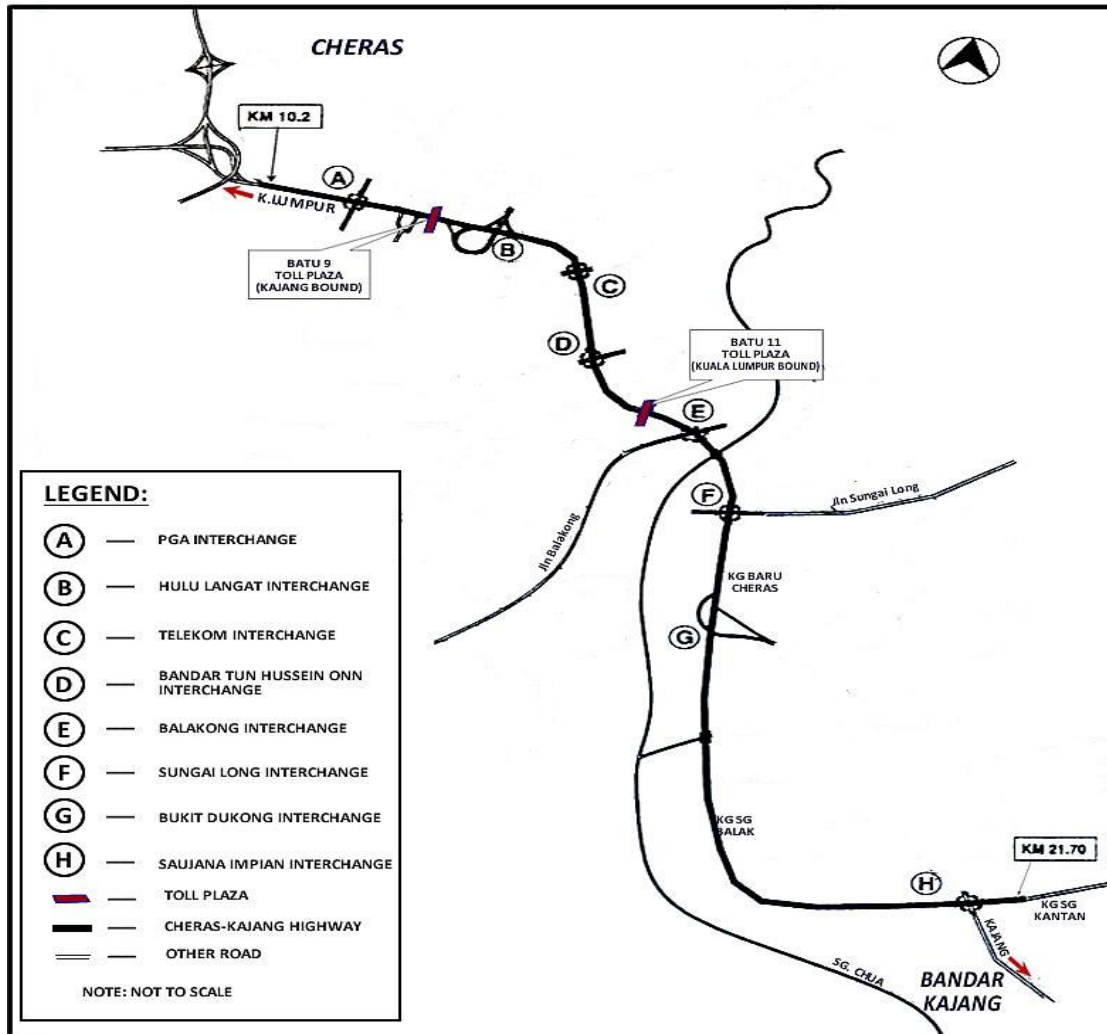 CHERAS
KM 10.2
A
K.LUMPUR
B
BATU 9
TOLL PLAZA
(KAJANG BOUND)
C
D
BATU 11
TOLL PLAZA
(KUALA LUMPUR BOUND)
E
F
Jln Sungai Long
Jln Balakong
KG BARU
CHERAS
G
KG SG
BALAK
KM 21.70
H
KG SG
KANTAN
KAJANG
SG. CHUA
BANDAR
KAJANG
LEGEND:
A — PGA INTERCHANGE
B — HULU LANGAT INTERCHANGE
C — TELEKOM INTERCHANGE
D — BANDAR TUN HUSSEIN ONN
INTERCHANGE
E — BALAKONG INTERCHANGE
F — SUNGAI LONG INTERCHANGE
G — BUKIT DUKONG INTERCHANGE
H — SAUJANA IMPIAN INTERCHANGE
— TOLL PLAZA
— CHERAS-KAJANG HIGHWAY
— OTHER ROAD
NOTE: NOT TO SCALE